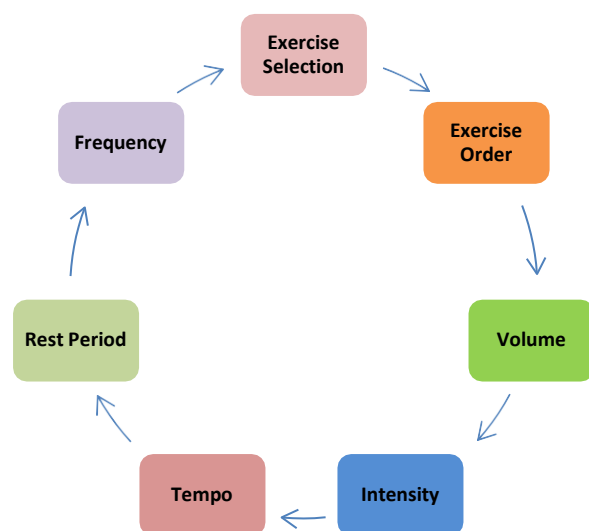 Exercise
Selection
Exercise
Order
Volume
Intensity
Tempo
Rest Period
Frequency